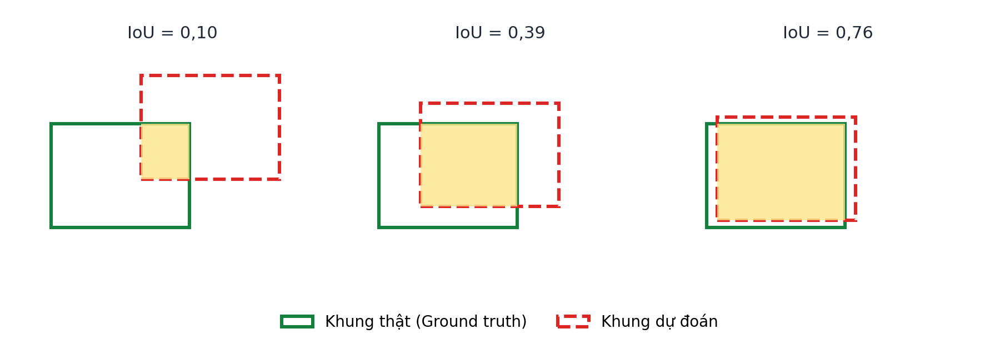 IoU = 0,10
IoU = 0,39
IoU = 0,76
Khung thật (Ground truth)
Khung dự đoán